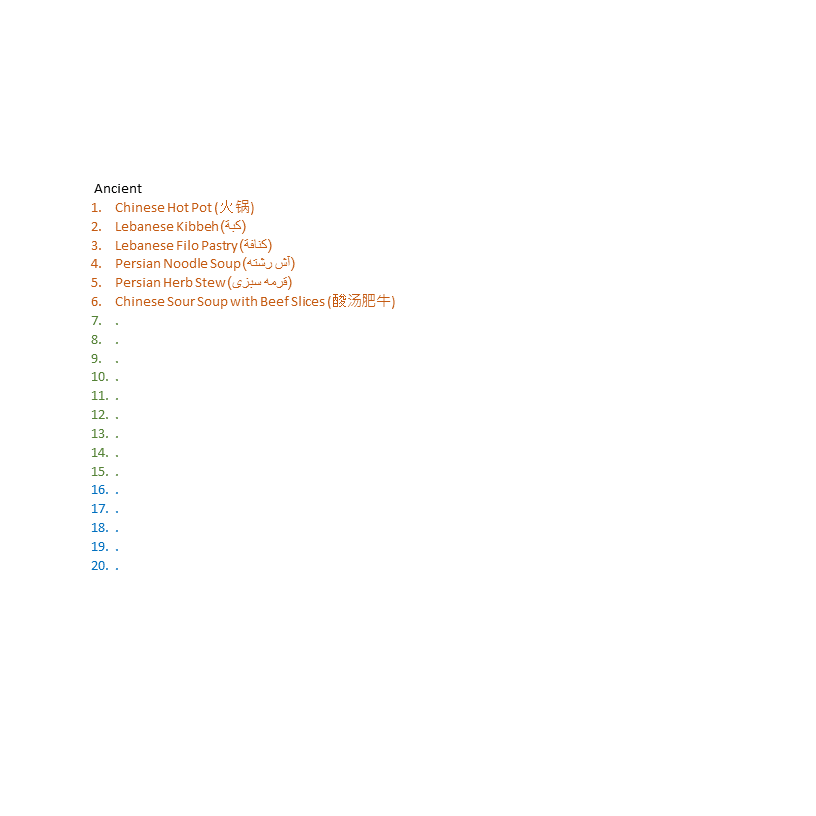 Ancient
1. Chinese Hot Pot (火锅)
2. Lebanese Kibbeh (كبة)
3. Lebanese Filo Pastry (كنافة)
4. Persian Noodle Soup (آش رشته)
5. Persian Herb Stew (قرمه سبزی)
6. Chinese Sour Soup with Beef Slices (酸汤肥牛)
7. .
8. .
9. .
10. .
11. .
12. .
13. .
14. .
15. .
16. .
17. .
18. .
19. .
20. .